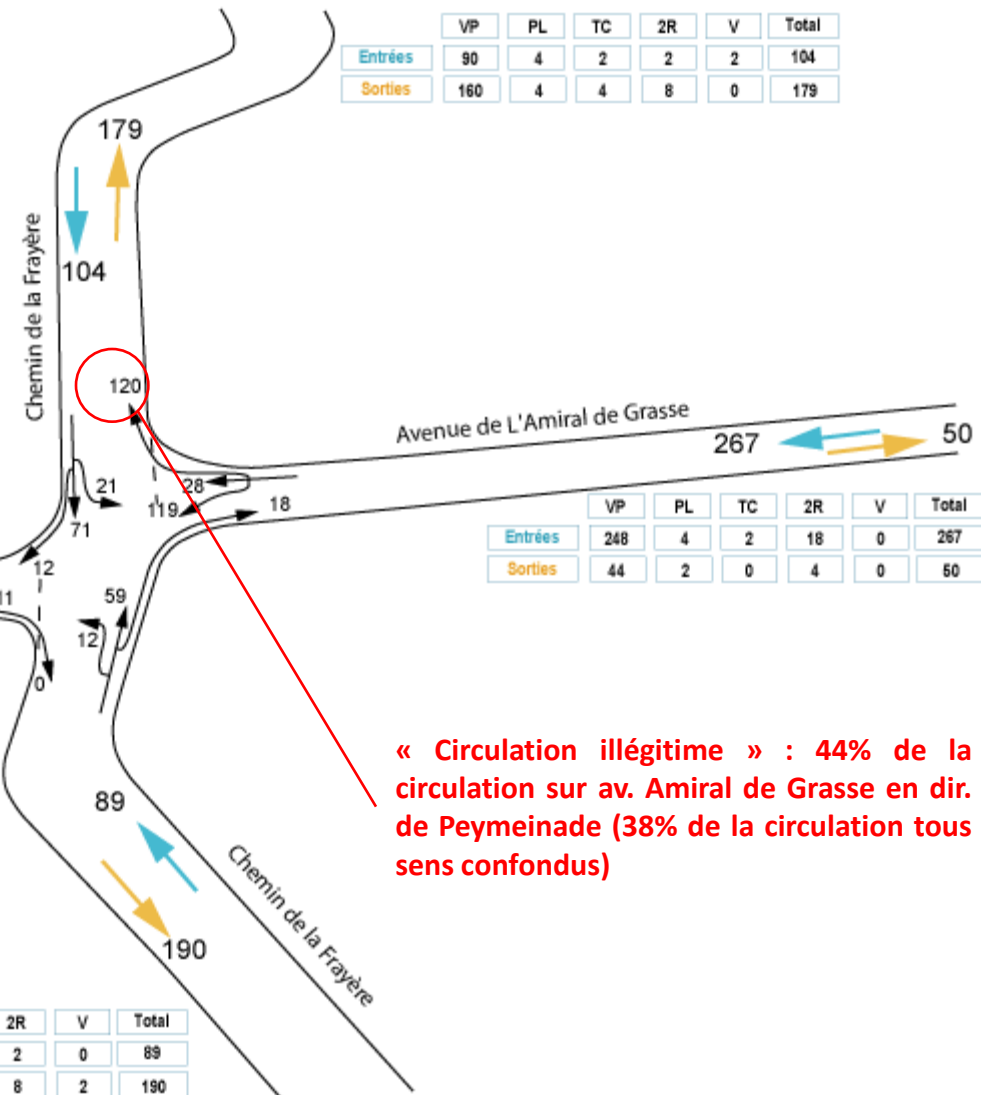 VP PL TC 2R V Total
Entrées 90 4 2 2 2 104
Sorties 160 4 4 8 0 179
179
Chemin de la Frayère
104
120
Avenue de L'Amiral de Grasse
267
50
21
28
119
18
71
12
11
59
12
0
VP PL TC 2R V Total
Entrées 248 4 2 18 0 267
Sorties 44 2 0 4 0 50
« Circulation illégitime » : 44% de la
circulation sur av. Amiral de Grasse en dir.
de Peymeinade (38% de la circulation tous
sens confondus)
89
Chemin de la Frayère
190
2R V Total
2 0 89
8 2 190